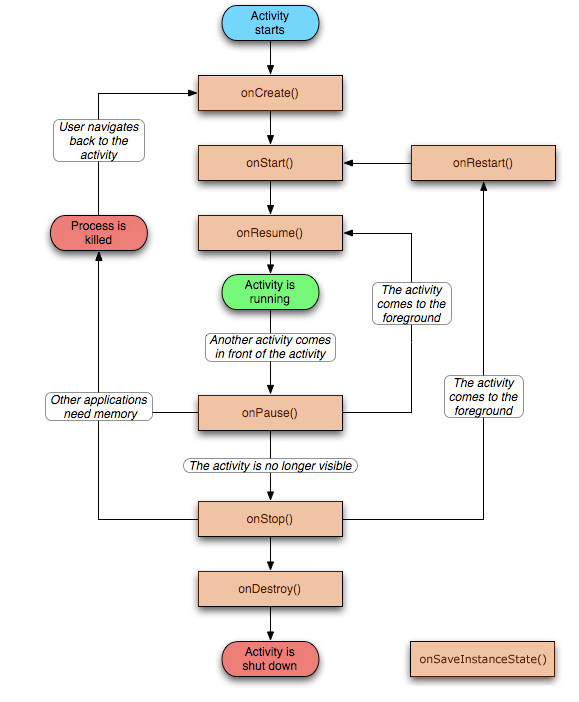 Activity
starts
onCreate()
User navigates
back to the
activity
onStart()
onRestart()
Process is
killed
onResume()
Activity is
running
The activity
comes to the
foreground
Another activity comes
in front of the activity
Other applications
need memory
onPause()
The activity
comes to the
foreground
The activity is no longer visible
onStop()
onDestroy()
Activity is
shut down
onSaveInstanceState()